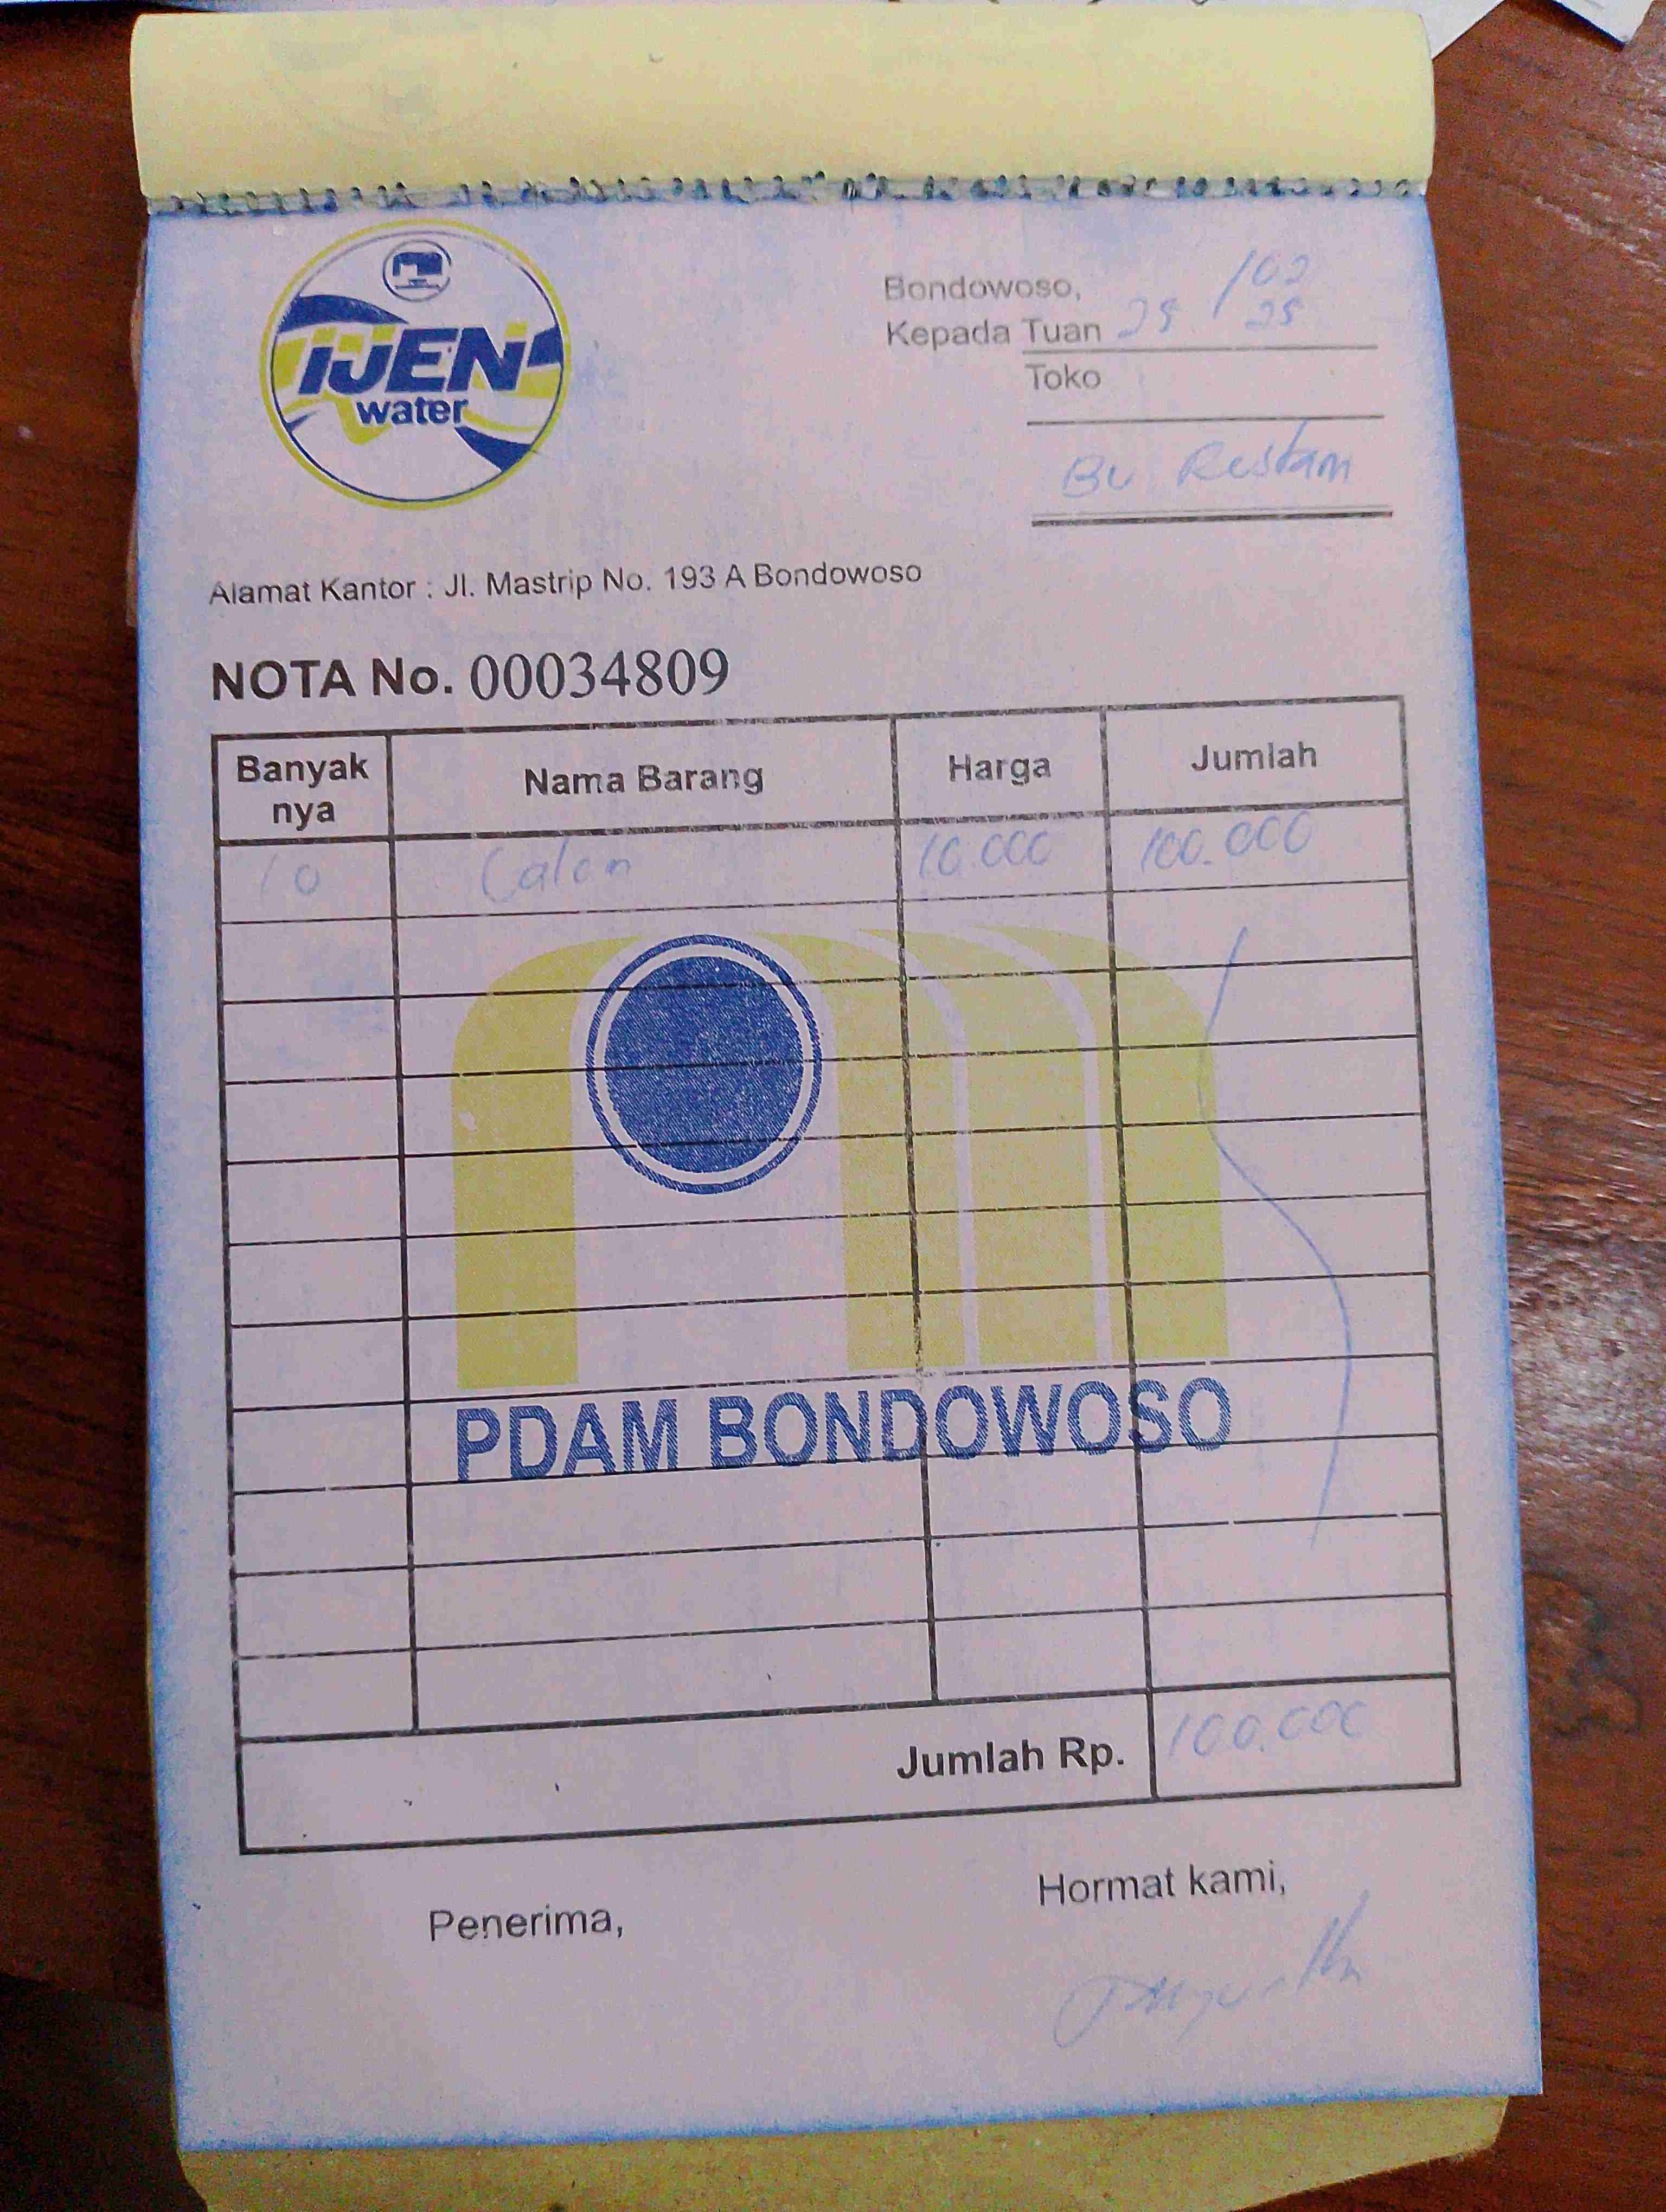 IJEN
water
Bondowoso,
Kepada Tuan 25 /02 25
Toko
Bu Rustam
Alamat Kantor : Jl. Mastrip No. 193 A Bondowoso
NOTA No. 00034809
Banyak nya Nama Barang Harga Jumlah
10 Galon 10.000 100.000
PDAM BONDOWOSO
Jumlah Rp. 100.000
Penerima, Hormat kami,